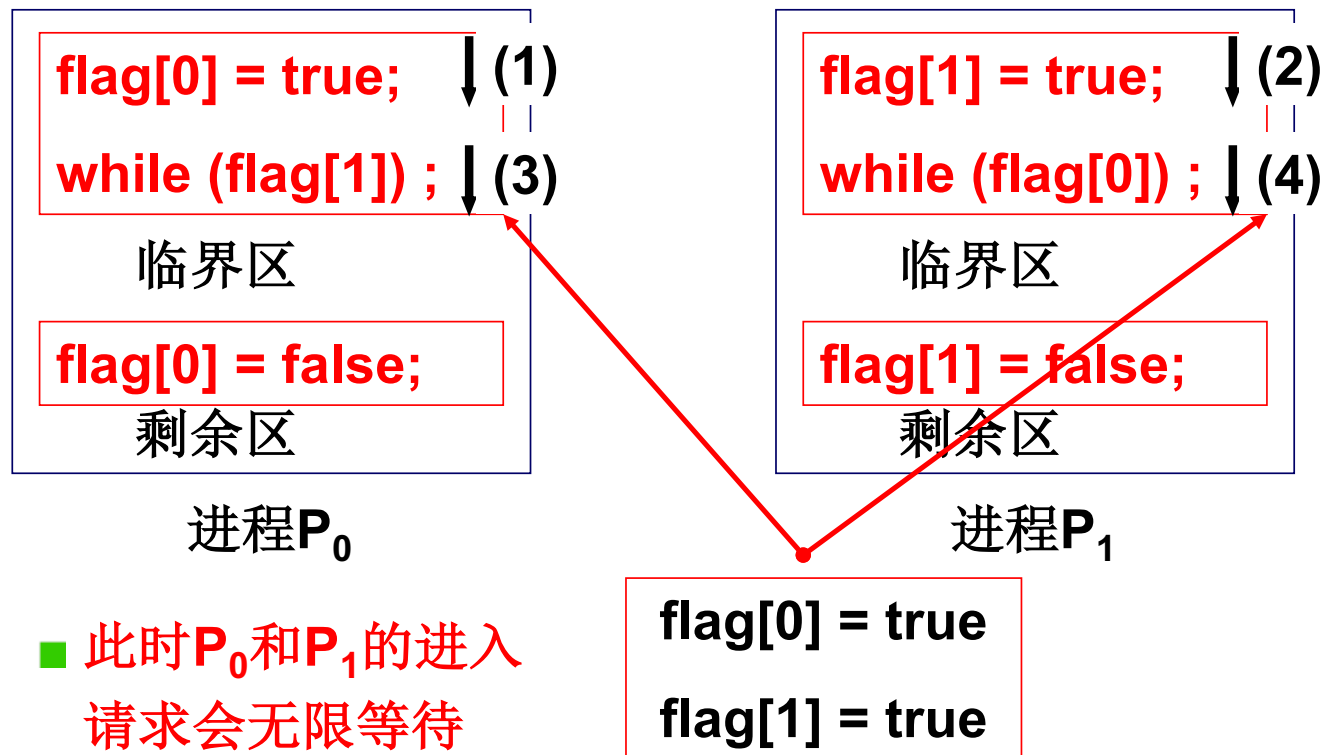 flag[0] = true; (1)
while (flag[1]) ; (3)
临界区
flag[0] = false;
剩余区
进程P0
flag[1] = true; (2)
while (flag[0]) ; (4)
临界区
flag[1] = false;
剩余区
进程P1
此时P0和P1的进入
请求会无限等待
flag[0] = true
flag[1] = true